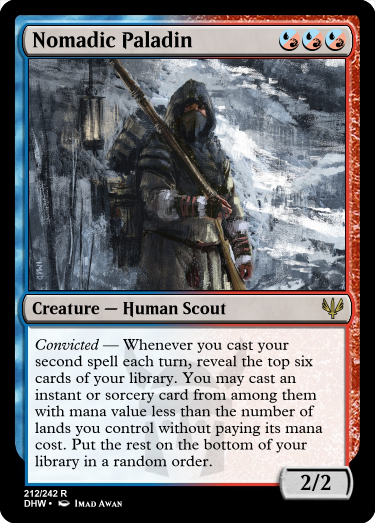 Nomadic Paladin
Creature — Human Scout
Convicted — Whenever you cast your
second spell each turn, reveal the top six
cards of your library. You may cast an
instant or sorcery card from among them
with mana value less than the number of
lands you control without paying its mana
cost. Put the rest on the bottom of your
library in a random order.
2/2
212/242 R
DHW • Imad Awan